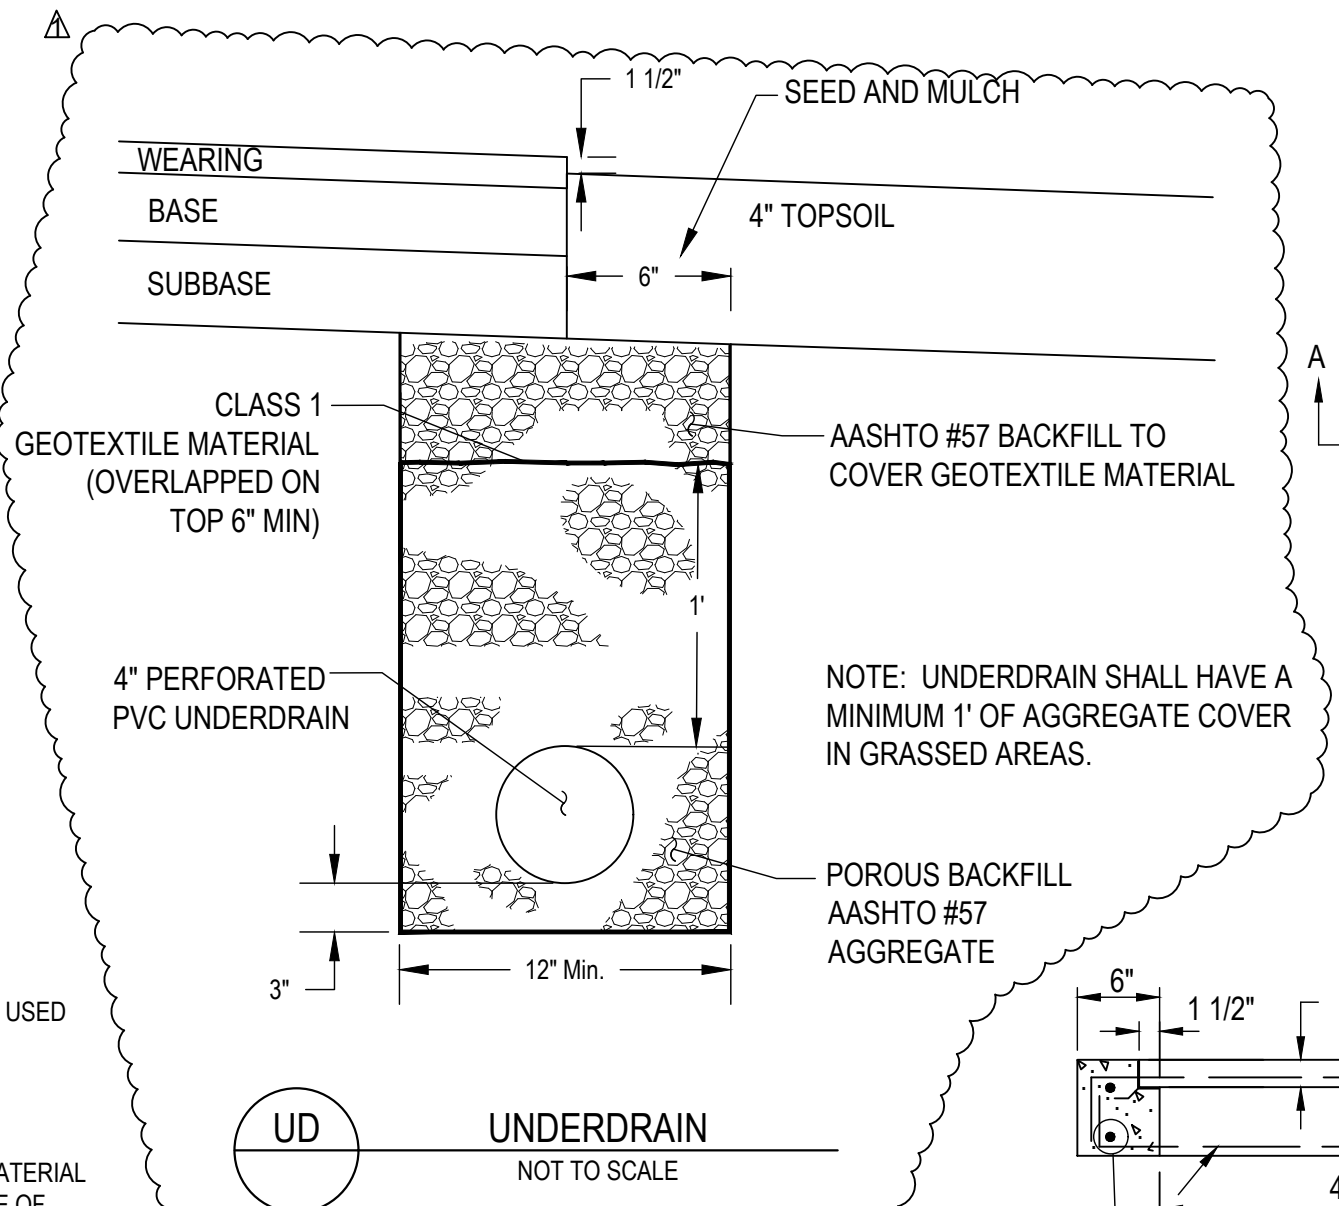 1
1 1/2"
SEED AND MULCH
WEARING
BASE
4" TOPSOIL
SUBBASE
6"
CLASS 1
GEOTEXTILE MATERIAL
(OVERLAPPED ON
TOP 6" MIN)
AASHTO #57 BACKFILL TO
COVER GEOTEXTILE MATERIAL
A
1'
4" PERFORATED
PVC UNDERDRAIN
NOTE: UNDERDRAIN SHALL HAVE A
MINIMUM 1' OF AGGREGATE COVER
IN GRASSED AREAS.
POROUS BACKFILL
AASHTO #57
AGGREGATE
12" Min.
3"
USED
6"
1 1/2"
UD
UNDERDRAIN
NOT TO SCALE
ATERIAL
OF
4